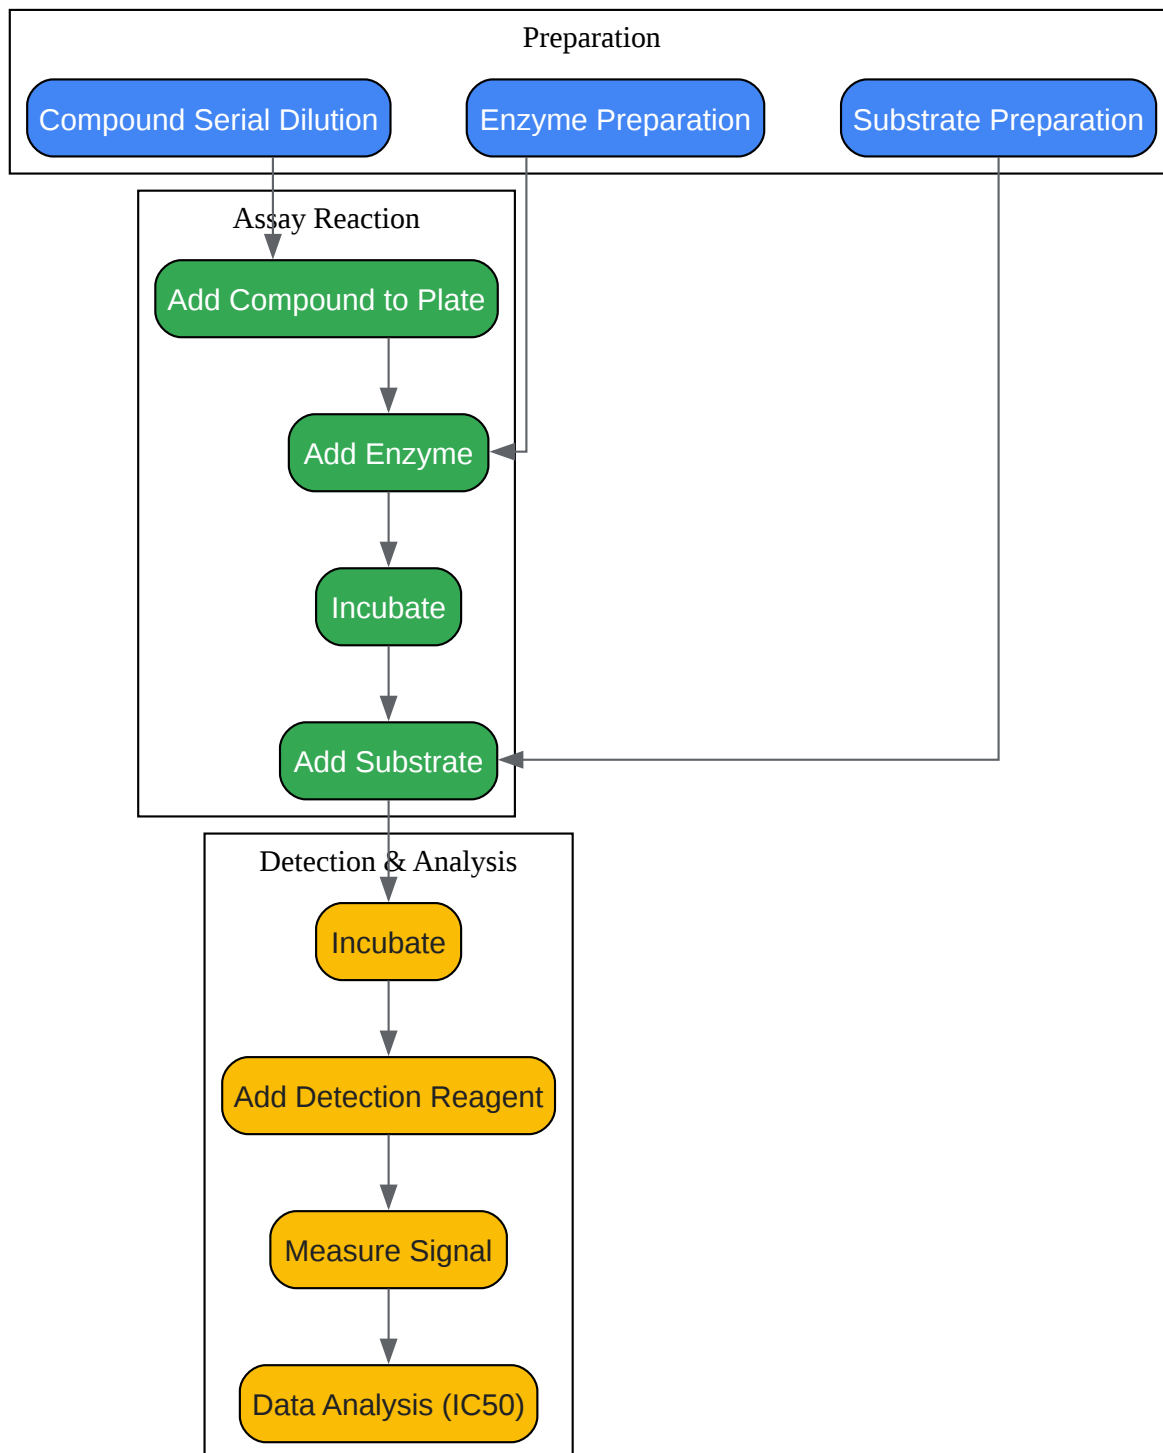 Preparation
Compound Serial Dilution
Enzyme Preparation
Substrate Preparation
Assay Reaction
Add Compound to Plate
Add Enzyme
Incubate
Add Substrate
Detection & Analysis
Incubate
Add Detection Reagent
Measure Signal
Data Analysis (IC50)